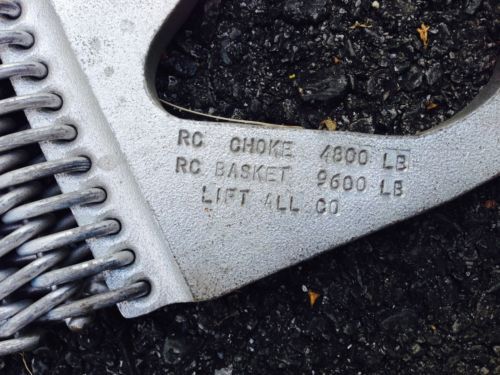 RC CHOKE 4800 LB
RC BASKET 9600 LB
LIFT ALL CO